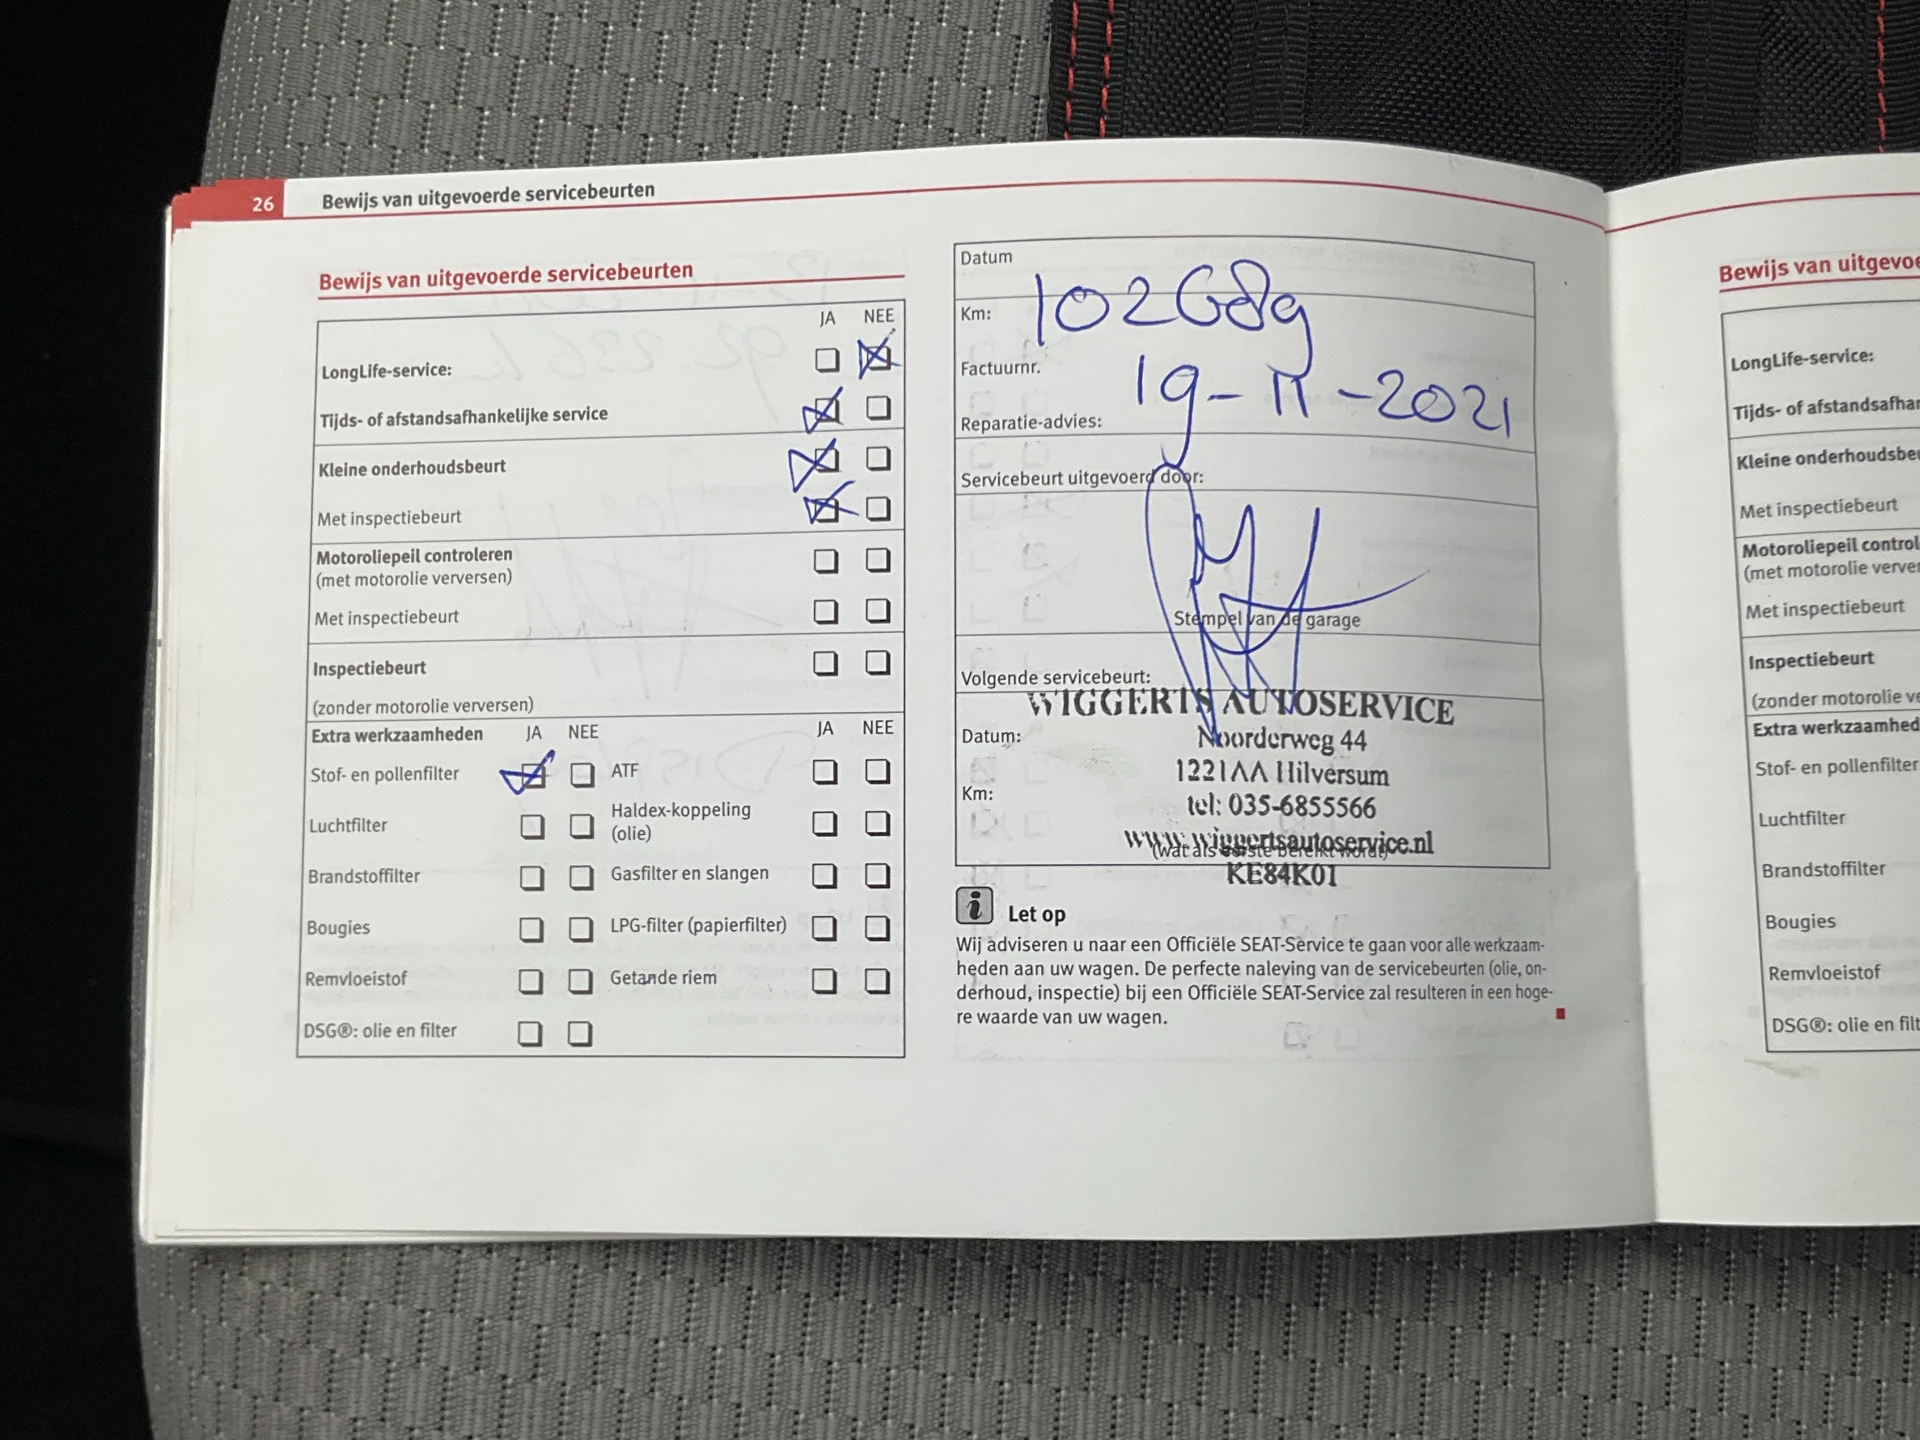 26 Bewijs van uitgevoerde servicebeurten
Bewijs van uitgevoerde servicebeurten
JA NEE
LongLife-service:
Tijds- of afstandsafhankelijke service
Kleine onderhoudsbeurt
Met inspectiebeurt
Motoroliepeil controleren
(met motorolie verversen)
Met inspectiebeurt
Inspectiebeurt
(zonder motorolie verversen)
Extra werkzaamheden JA NEE JA NEE
Stof- en pollenfilter ATF
Luchtfilter Haldex-koppeling
(olie)
Brandstoffilter Gasfilter en slangen
Bougies LPG-filter (papierfilter)
Remvloeistof Getande riem
DSG®: olie en filter
Datum
Km: 102689
Factuurnr.
19-11-2021
Reparatie-advies:
Servicebeurt uitgevoerd door:
Stempel van de garage
Volgende servicebeurt:
WIGGERTS AUTOSERVICE
Datum: Noorderweg 44
1221AA Hilversum
Km: tel: 035-6855566
www.wiggertsautoservice.nl
(wat als eerste bereikt wordt)
KE84K01
i Let op
Wij adviseren u naar een Officiële SEAT-Service te gaan voor alle werkzaam-
heden aan uw wagen. De perfecte naleving van de servicebeurten (olie, on-
derhoud, inspectie) bij een Officiële SEAT-Service zal resulteren in een hoge-
re waarde van uw wagen.
Bewijs van uitgevoe
LongLife-service:
Tijds- of afstandsafhan
Kleine onderhoudsbeu
Met inspectiebeurt
Motoroliepeil control
(met motorolie verver
Met inspectiebeurt
Inspectiebeurt
(zonder motorolie ve
Extra werkzaamhed
Stof- en pollenfilter
Luchtfilter
Brandstoffilter
Bougies
Remvloeistof
DSG®: olie en filt